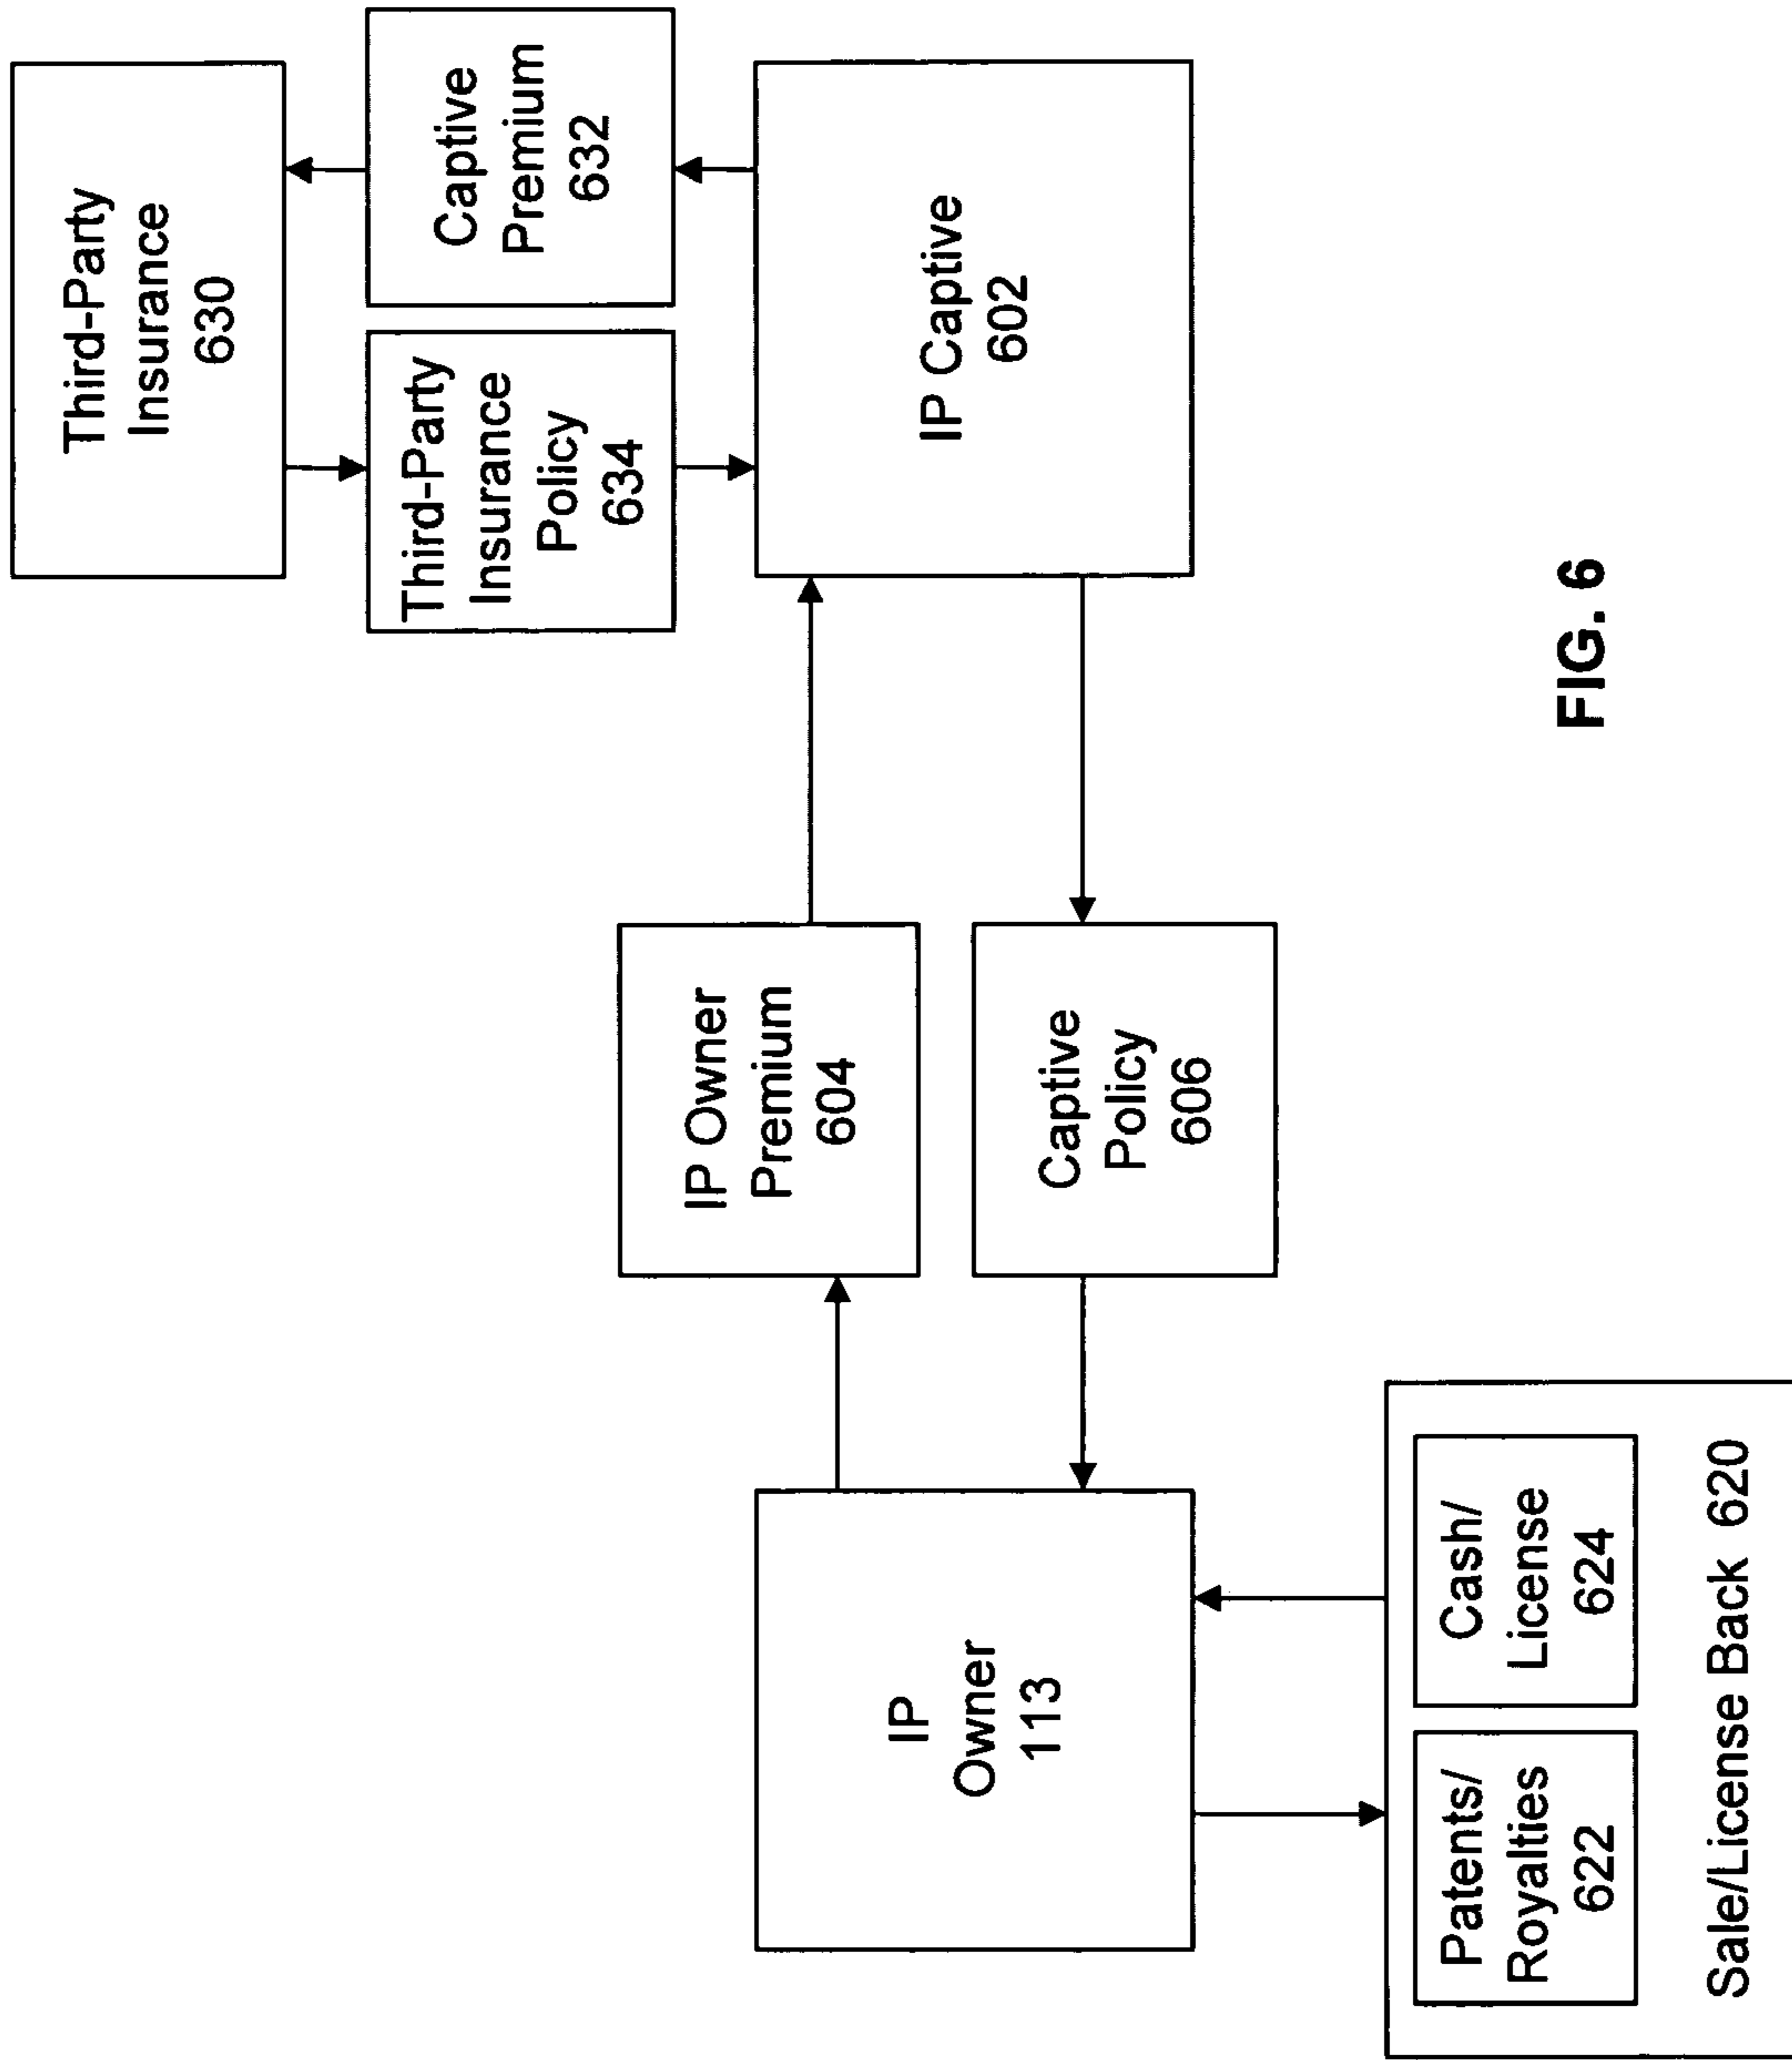 Third-Party
Insurance
630
Third-Party
Insurance
Policy
634
Captive
Premium
632
IP Owner
Premium
604
IP
Owner
113
IP Captive
602
Captive
Policy
606
Patents/
Royalties
622
Cash/
License
624
Sale/License Back 620
FIG. 6